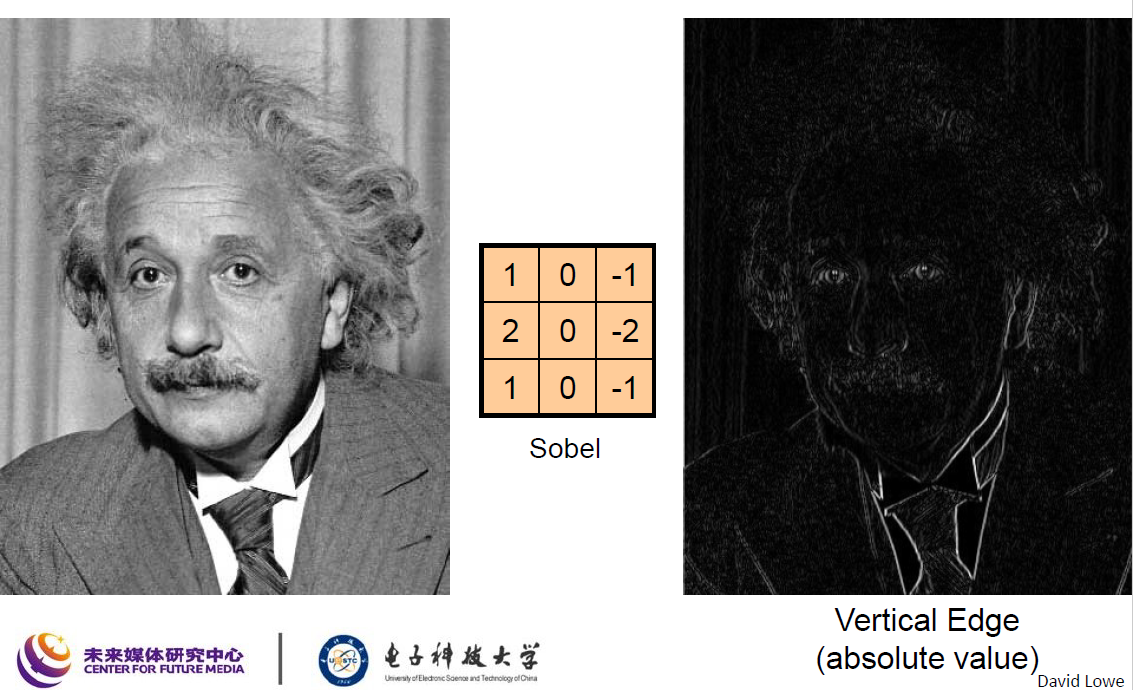 1 0 -1
2 0 -2
1 0 -1
Sobel
Vertical Edge
(absolute value)
David Lowe
未来媒体研究中心
CENTER FOR FUTURE MEDIA
电子科技大学
University of Electronic Science and Technology of China